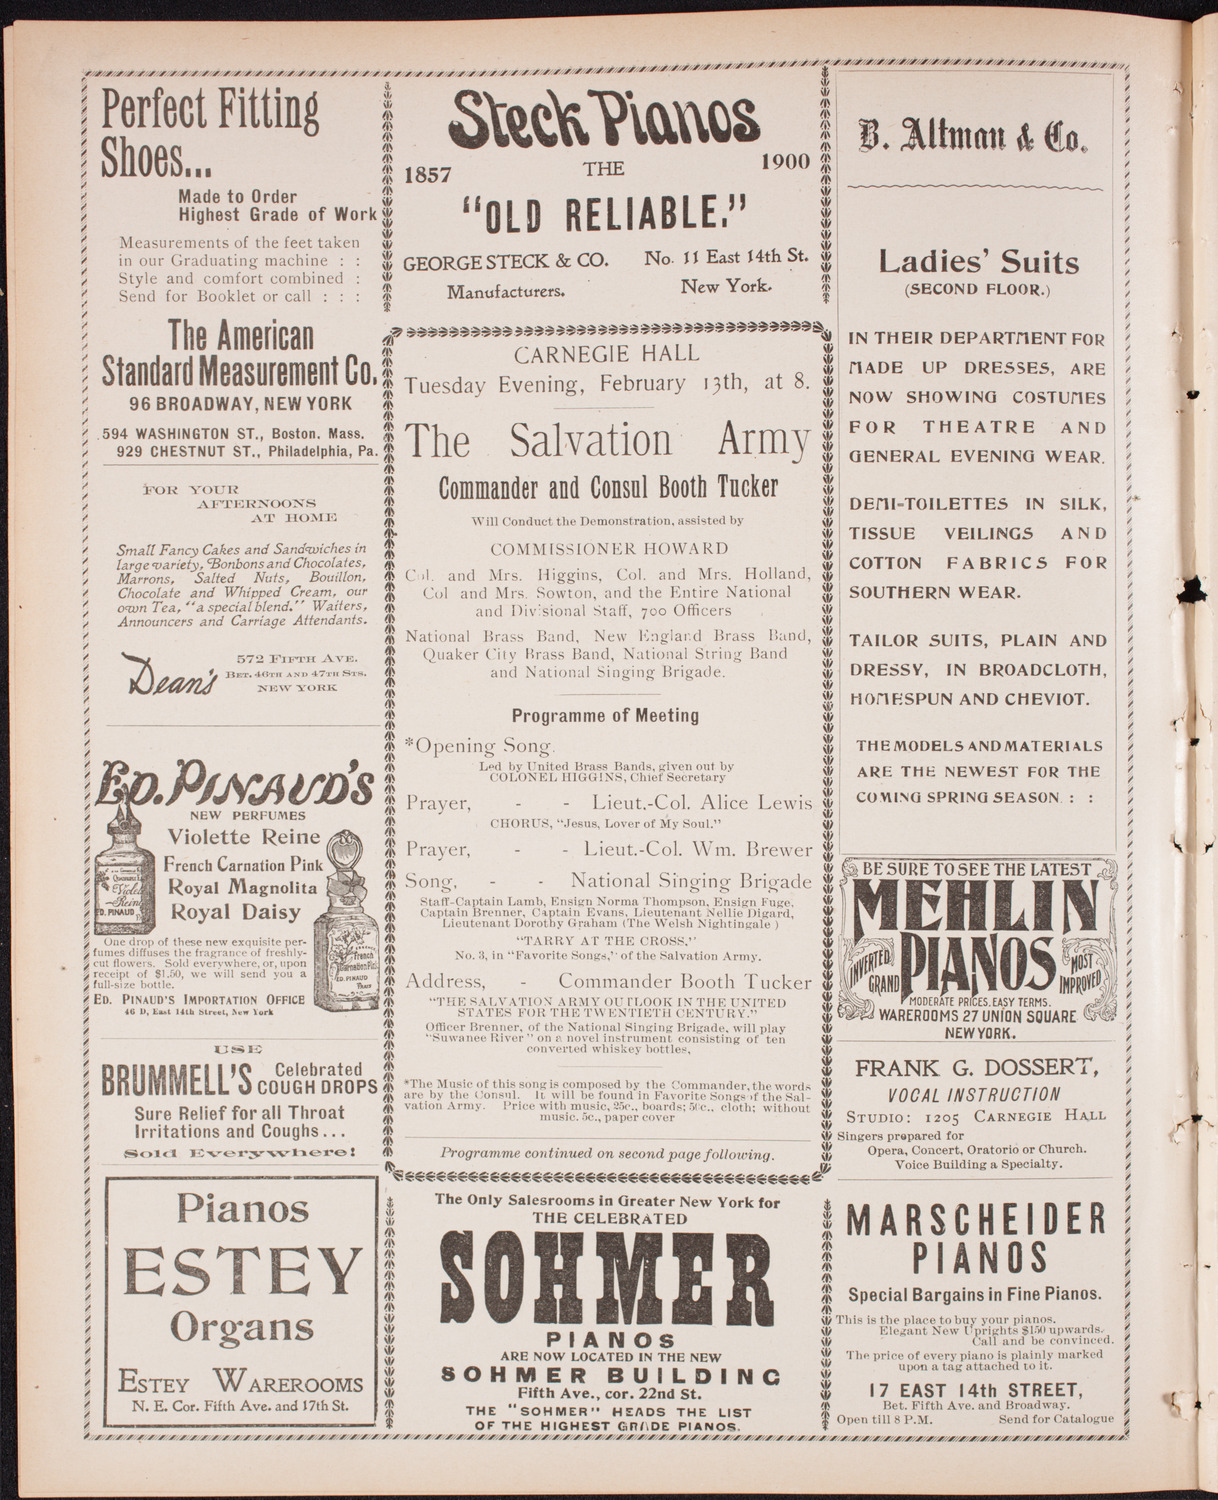 Perfect Fitting
Shoes...
Made to Order
Highest Grade of Work
Measurements of the feet taken
in our Graduating machine : :
Style and comfort combined :
Send for Booklet or call : : :
The American
Standard Measurement Co.
96 BROADWAY, NEW YORK
594 WASHINGTON ST., Boston. Mass.
929 CHESTNUT ST., Philadelphia, Pa.
FOR YOUR
AFTERNOONS
AT HOME
Small Fancy Cakes and Sandwiches in
large variety, Bonbons and Chocolates,
Marrons, Salted Nuts, Bouillon,
Chocolate and Whipped Cream, our
own Tea, "a special blend." Waiters,
Announcers and Carriage Attendants.
Dean's
572 FIFTH AVE.
BET. 46TH AND 47TH STS.
NEW YORK
ED. PINAUD'S
NEW PERFUMES
Violette Reine
French Carnation Pink
Royal Magnolita
Royal Daisy
One drop of these new exquisite per-
fumes diffuses the fragrance of freshly-
cut flowers. Sold everywhere, or, upon
receipt of $1.50, we will send you a
full-size bottle.
ED. PINAUD'S IMPORTATION OFFICE
46 D, East 14th Street, New York
USE
BRUMMELL'S Celebrated
COUGH DROPS
Sure Relief for all Throat
Irritations and Coughs...
Sold Everywhere!
Pianos
ESTEY
Organs
ESTEY WAREROOMS
N. E. Cor. Fifth Ave. and 17th St.
Steck Pianos
1857 THE 1900
"OLD RELIABLE."
GEORGE STECK & CO. No. 11 East 14th St.
Manufacturers. New York.
CARNEGIE HALL
Tuesday Evening, February 13th, at 8.
The Salvation Army
Commander and Consul Booth Tucker
Will Conduct the Demonstration, assisted by
COMMISSIONER HOWARD
Col. and Mrs. Higgins, Col. and Mrs. Holland,
Col and Mrs. Sowton, and the Entire National
and Divisional Staff, 700 Officers
National Brass Band, New England Brass Band,
Quaker City Brass Band, National String Band
and National Singing Brigade.
Programme of Meeting
*Opening Song.
Led by United Brass Bands, given out by
COLONEL HIGGINS, Chief Secretary
Prayer, - - Lieut.-Col. Alice Lewis
CHORUS, "Jesus, Lover of My Soul."
Prayer, - - Lieut.-Col. Wm. Brewer
Song, - - National Singing Brigade
Staff-Captain Lamb, Ensign Norma Thompson, Ensign Fuge,
Captain Brenner, Captain Evans, Lieutenant Nellie Digard,
Lieutenant Dorothy Graham (The Welsh Nightingale )
"TARRY AT THE CROSS,"
No. 3, in "Favorite Songs," of the Salvation Army.
Address, - Commander Booth Tucker
"THE SALVATION ARMY OUTLOOK IN THE UNITED
STATES FOR THE TWENTIETH CENTURY."
Officer Brenner, of the National Singing Brigade, will play
"Suwanee River" on a novel instrument consisting of ten
converted whiskey bottles,
*The Music of this song is composed by the Commander, the words
are by the Consul. It will be found in Favorite Songs of the Sal-
vation Army. Price with music, 25c., boards; 50c., cloth; without
music. 5c., paper cover
Programme continued on second page following.
The Only Salesrooms in Greater New York for
THE CELEBRATED
SOHMER
PIANOS
ARE NOW LOCATED IN THE NEW
SOHMER BUILDING
Fifth Ave., cor. 22nd St.
THE "SOHMER" HEADS THE LIST
OF THE HIGHEST GRADE PIANOS.
B. Altman & Co.
Ladies' Suits
(SECOND FLOOR.)
IN THEIR DEPARTMENT FOR
MADE UP DRESSES, ARE
NOW SHOWING COSTUMES
FOR THEATRE AND
GENERAL EVENING WEAR.
DEMI-TOILETTES IN SILK,
TISSUE VEILINGS AND
COTTON FABRICS FOR
SOUTHERN WEAR.
TAILOR SUITS, PLAIN AND
DRESSY, IN BROADCLOTH,
HOMESPUN AND CHEVIOT.
THE MODELS AND MATERIALS
ARE THE NEWEST FOR THE
COMING SPRING SEASON. : :
BE SURE TO SEE THE LATEST
MEHLIN
INVERTED GRAND PIANOS MOST IMPROVED
MODERATE PRICES. EASY TERMS.
WAREROOMS 27 UNION SQUARE
NEW YORK.
FRANK G. DOSSERT,
VOCAL INSTRUCTION
STUDIO: 1205 CARNEGIE HALL
Singers prepared for
Opera, Concert, Oratorio or Church.
Voice Building a Specialty.
MARSCHEIDER
PIANOS
Special Bargains in Fine Pianos.
This is the place to buy your pianos.
Elegant New Uprights $150 upwards.
Call and be convinced.
The price of every piano is plainly marked
upon a tag attached to it.
17 EAST 14th STREET,
Bet. Fifth Ave. and Broadway.
Open till 8 P.M. Send for Catalogue